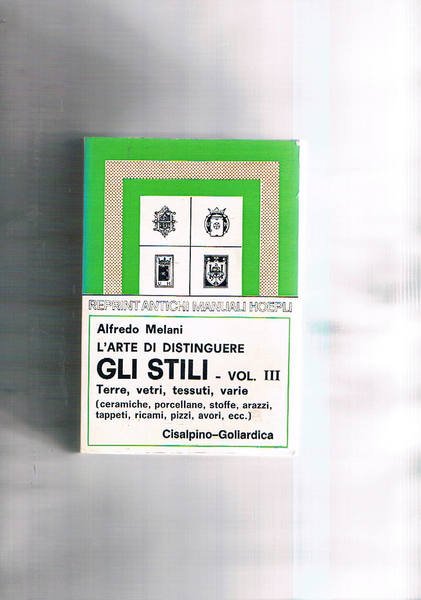 REPRINT ANTICHI MANUALI HOEPLI
Alfredo Melani
L'ARTE DI DISTINGUERE
GLI STILI - VOL. III
Terre, vetri, tessuti, varie
(ceramiche, porcellane, stoffe, arazzi,
tappeti, ricami, pizzi, avori, ecc.)
Cisalpino-Goliardica